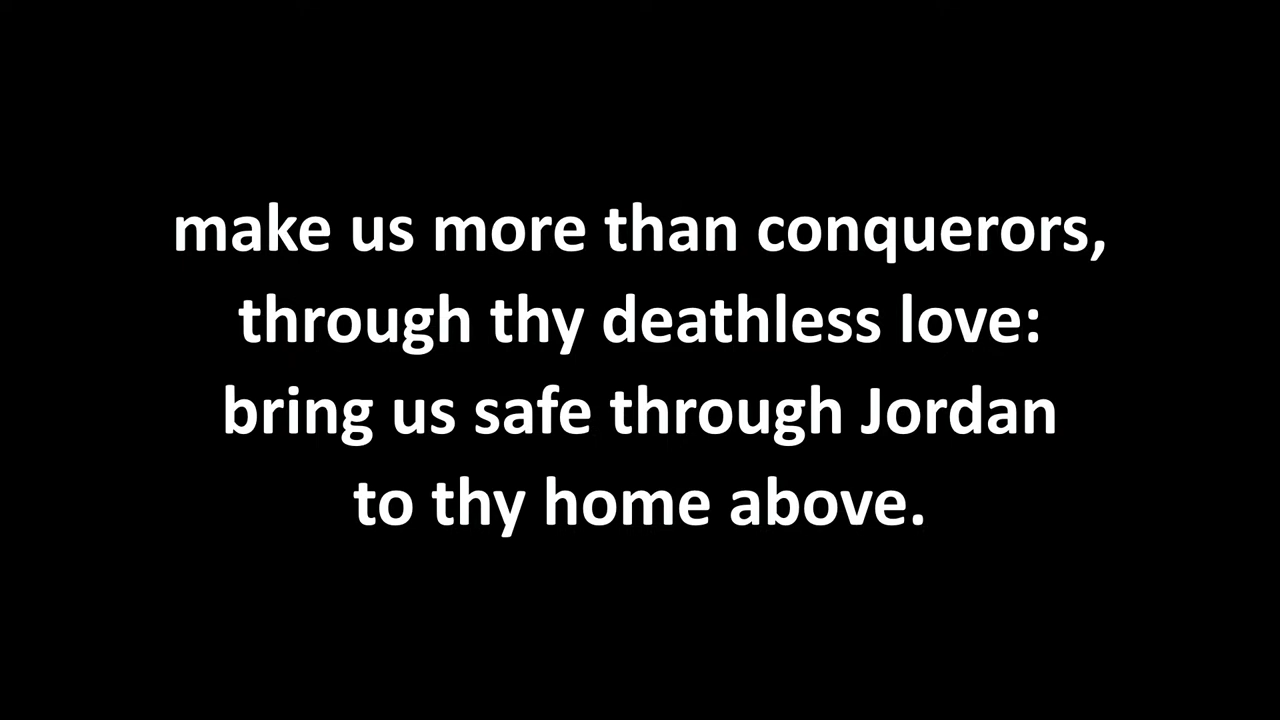 make us more than conquerors,
through thy deathless love:
bring us safe through Jordan
to thy home above.